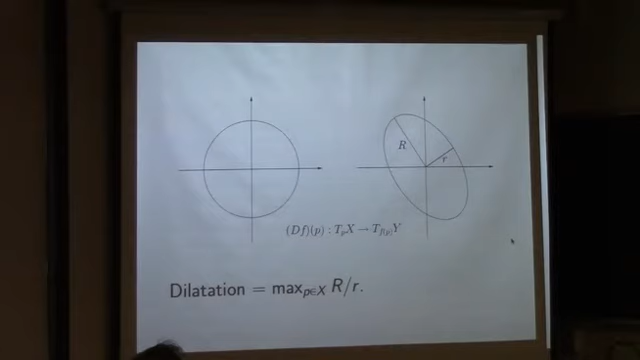 R
r
(Df)(p) : T_pX → T_{f(p)}Y
Dilatation = max_{p∈X} R/r.